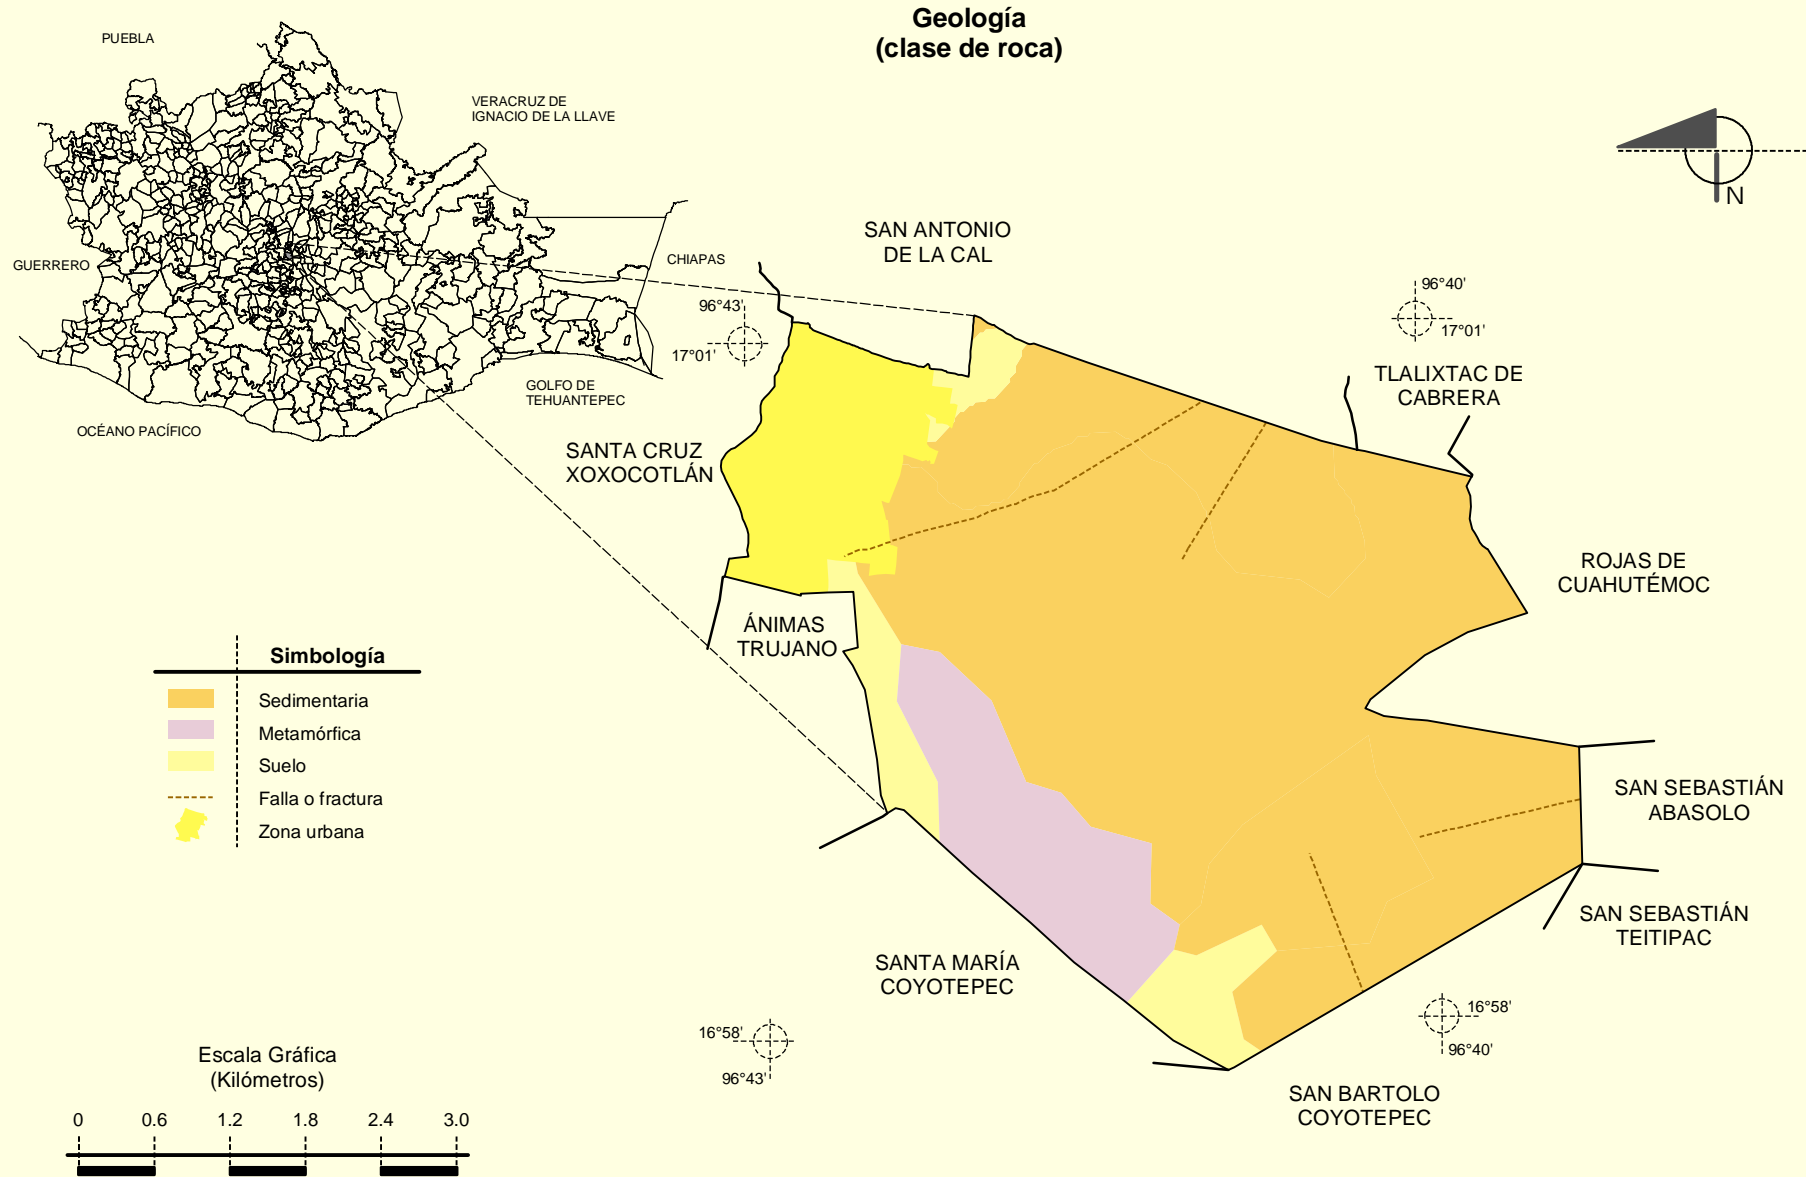 Geología
(clase de roca)
PUEBLA
VERACRUZ DE
IGNACIO DE LA LLAVE
GUERRERO
CHIAPAS
GOLFO DE
TEHUANTEPEC
OCÉANO PACÍFICO
N
SAN ANTONIO
DE LA CAL
96°43'
17°01'
96°40'
17°01'
TLALIXTAC DE
CABRERA
SANTA CRUZ
XOXOCOTLÁN
ROJAS DE
CUAHUTÉMOC
ÁNIMAS
TRUJANO
SAN SEBASTIÁN
ABASOLO
SAN SEBASTIÁN
TEITIPAC
SANTA MARÍA
COYOTEPEC
16°58'
96°43'
16°58'
96°40'
SAN BARTOLO
COYOTEPEC
Simbología
Sedimentaria
Metamórfica
Suelo
Falla o fractura
Zona urbana
Escala Gráfica
(Kilómetros)
0 0.6 1.2 1.8 2.4 3.0